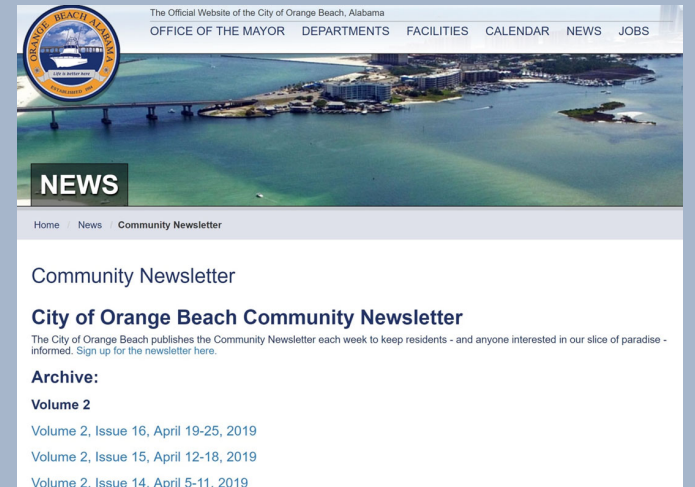 The Official Website of the City of Orange Beach, Alabama
OFFICE OF THE MAYOR DEPARTMENTS FACILITIES CALENDAR NEWS JOBS
ORANGE BEACH ALABAMA
Life is better here
ESTABLISHED 1984
NEWS
Home / News / Community Newsletter
Community Newsletter
City of Orange Beach Community Newsletter
The City of Orange Beach publishes the Community Newsletter each week to keep residents - and anyone interested in our slice of paradise -
informed. Sign up for the newsletter here.
Archive:
Volume 2
Volume 2, Issue 16, April 19-25, 2019
Volume 2, Issue 15, April 12-18, 2019
Volume 2, Issue 14, April 5-11, 2019